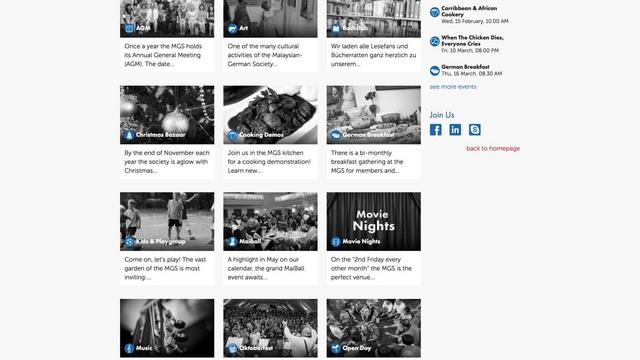 AGM
Once a year the MGS holds
its Annual General Meeting
(AGM). The date...
Art
One of the many cultural
activities of the Malaysian-
German Society...
Bücherclub
Wir laden alle Lesefans und
Bücherratten ganz herzlich zu
unserem...
Christmas Bazaar
By the end of November each
year the society is aglow with
Christmas...
Cooking Demos
Join us in the MGS kitchen
for a cooking demonstration!
Learn new...
German Breakfast
There is a bi-monthly
breakfast gathering at the
MGS for members and...
Kids & Playgroup
Come on, let's play! The vast
garden of the MGS is most
inviting:...
Maiball
A highlight in May on our
calendar, the grand MaiBall
event awaits...
Movie
Nights
Movie Nights
On the "2nd Friday every
other month" the MGS is the
perfect venue...
Music
Oktoberfest
Open Day
Carribbean & African
Cookery
Wed, 15 February, 10.00 AM
When The Chicken Dies,
Everyone Cries
Fri, 10 March, 08.00 PM
German Breakfast
Thu, 16 March, 08.30 AM
see more events
Join Us
back to homepage